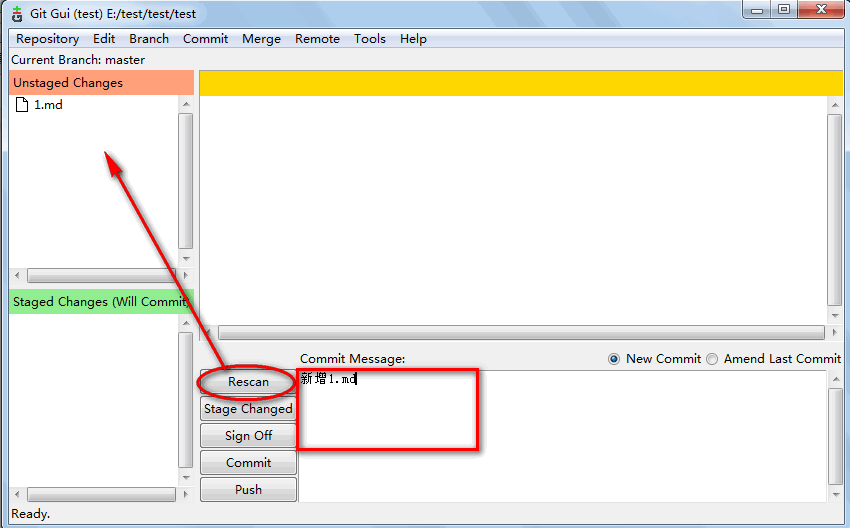 Git Gui (test) E:/test/test/test
Repository Edit Branch Commit Merge Remote Tools Help
Current Branch: master
Unstaged Changes
1.md
Staged Changes (Will Commit)
Commit Message:
New Commit Amend Last Commit
Rescan
新增1.md
Stage Changed
Sign Off
Commit
Push
Ready.